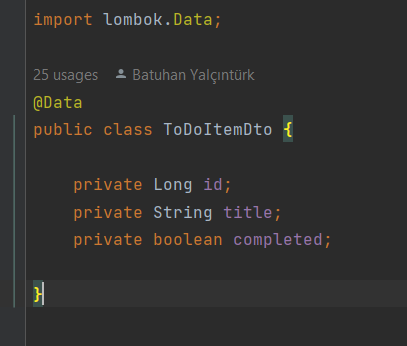 import lombok.Data;
25 usages Batuhan Yalçıntürk
@Data
public class ToDoItemDto {
private Long id;
private String title;
private boolean completed;
}